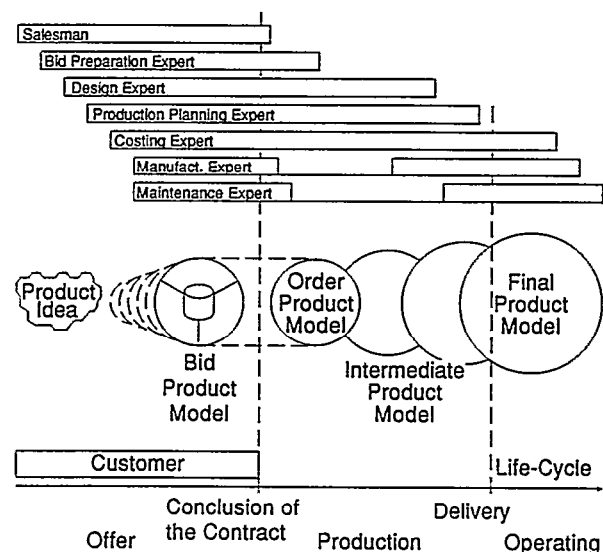 Salesman
Bid Preparation Expert
Design Expert
Production Planning Expert
Costing Expert
Manufact. Expert
Maintenance Expert
Product
Idea
Bid
Product
Model
Order
Product
Model
Intermediate
Product
Model
Final
Product
Model
Customer
Life-Cycle
Conclusion of
the Contract
Delivery
Offer
Production
Operating